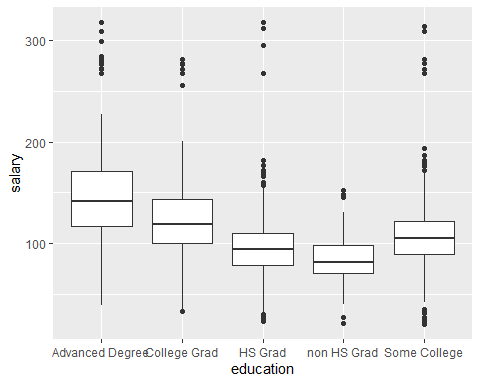 300
200
100
salary
Advanced Degree College Grad HS Grad non HS Grad Some College
education